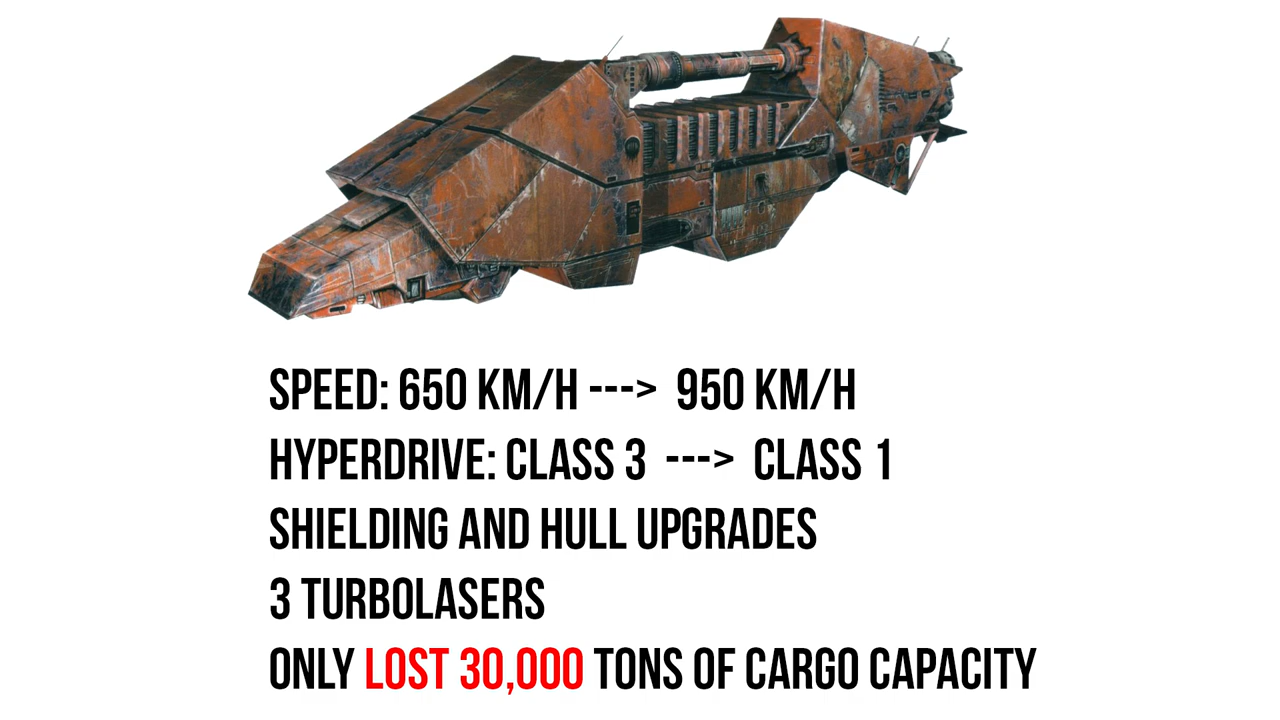 SPEED: 650 KM/H ---> 950 KM/H
HYPERDRIVE: CLASS 3 ---> CLASS 1
SHIELDING AND HULL UPGRADES
3 TURBOLASERS
ONLY LOST 30,000 TONS OF CARGO CAPACITY